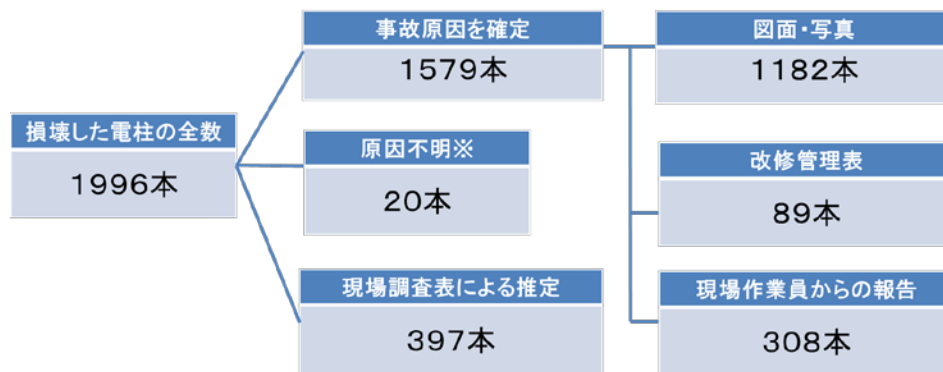 損壊した電柱の全数
1996本
事故原因を確定
1579本
原因不明※
20本
現場調査表による推定
397本
図面・写真
1182本
改修管理表
89本
現場作業員からの報告
308本